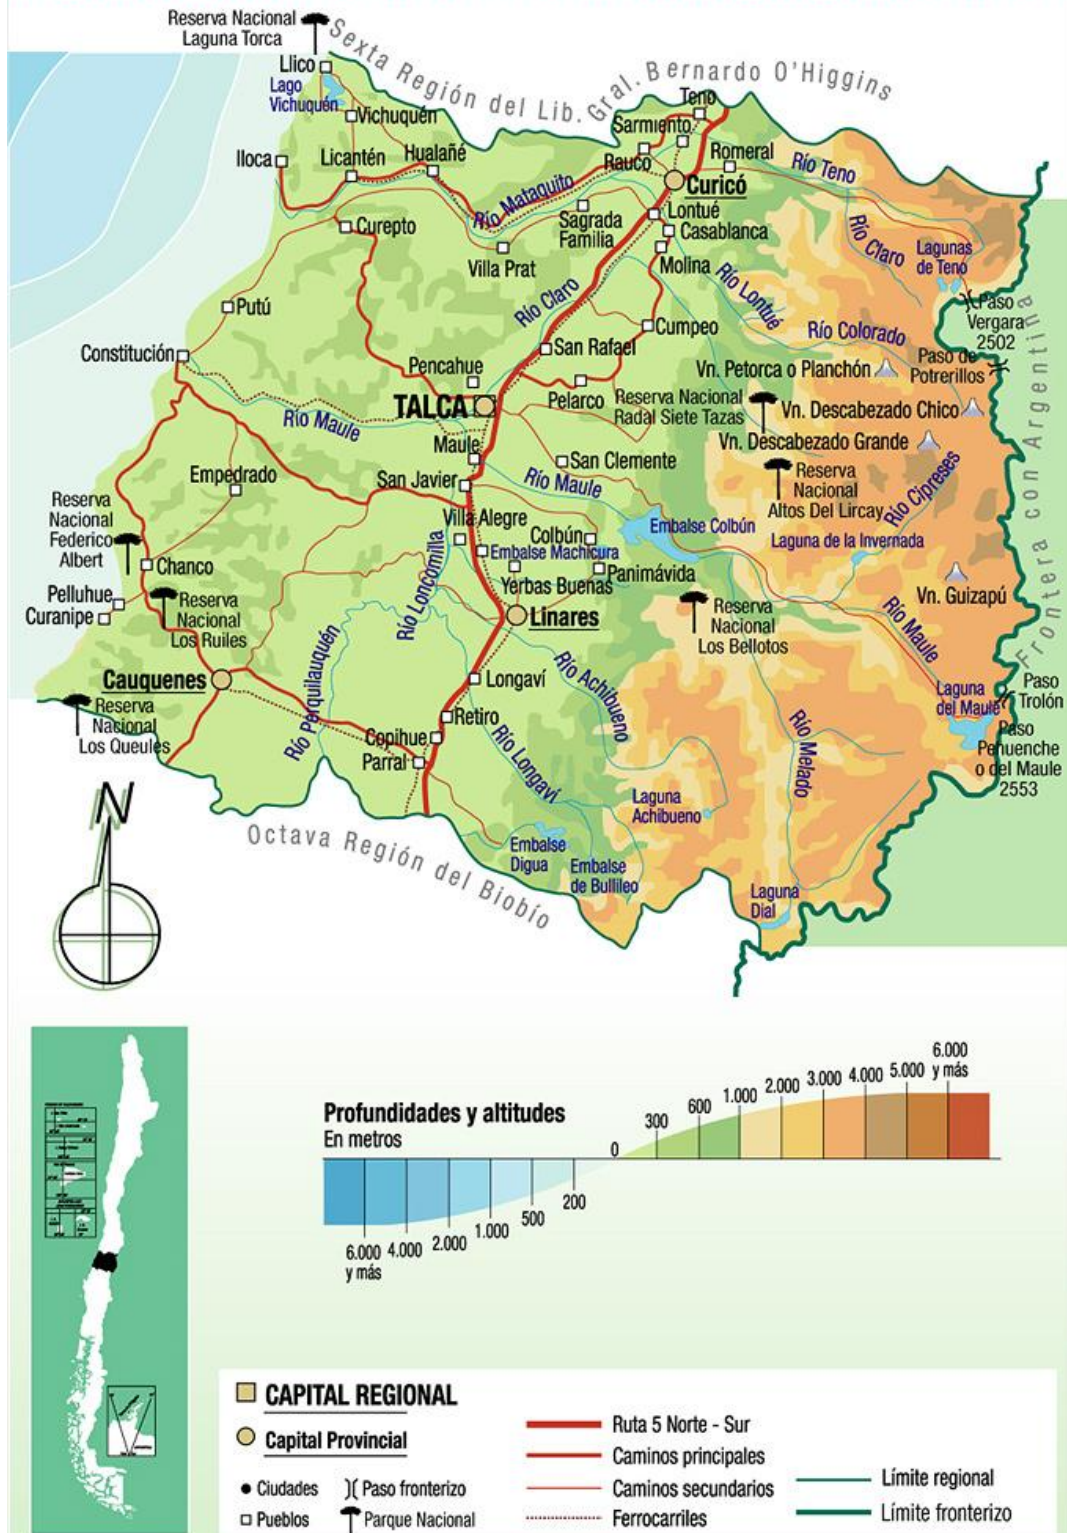 Reserva Nacional
Laguna Torca
Sexta Región del Lib. Gral. Bernardo O'Higgins
Llico
Lago
Vichuquén
Vichuquén
Teno
Sarmiento
Rauco
Romeral
Río Teno
Iloca
Licantén
Hualañé
Río Mataquito
Curicó
Lontué
Casablanca
Sagrada
Familia
Río Claro
Lagunas
de Teno
Curepto
Villa Prat
Molina
Río Lontué
Río Claro
Paso
Vergara
2502
Putú
Cumpeo
Río Colorado
Constitución
San Rafael
Paso de
Potrerillos
Pencahue
Vn. Petorca o Planchón
TALCA
Pelarco
Reserva Nacional
Radal Siete Tazas
Vn. Descabezado Chico
Río Maule
Vn. Descabezado Grande
Maule
San Clemente
Empedrado
San Javier
Río Maule
Reserva
Nacional
Altos Del Lircay
Río Cipreses
Reserva
Nacional
Federico
Albert
Villa Alegre
Colbún
Embalse Colbún
Embalse Machicura
Laguna de la Invernada
Chanco
Río Loncomilla
Yerbas Buenas
Panimávida
Vn. Guizapú
Pelluhue
Curanipe
Reserva
Nacional
Los Ruiles
Linares
Reserva
Nacional
Los Bellotos
Río Maule
Frontera con Argentina
Cauquenes
Río Perquilauquén
Longaví
Río Achibueno
Laguna
del Maule
Paso
Trolón
Reserva
Nacional
Los Queules
Retiro
Copihue
Parral
Río Longaví
Río Melado
Paso
Pehuenche
o del Maule
2553
Laguna
Achibueno
Octava Región del Biobío
Embalse
Digua
Embalse
de Bullileo
Laguna
Dial
N
Profundidades y altitudes
En metros
0
300
600
1.000
2.000
3.000
4.000
5.000
6.000
y más
6.000
y más
4.000
2.000
1.000
500
200
CAPITAL REGIONAL
Capital Provincial
Ciudades
Paso fronterizo
Pueblos
Parque Nacional
Ruta 5 Norte - Sur
Caminos principales
Caminos secundarios
Ferrocarriles
Límite regional
Límite fronterizo